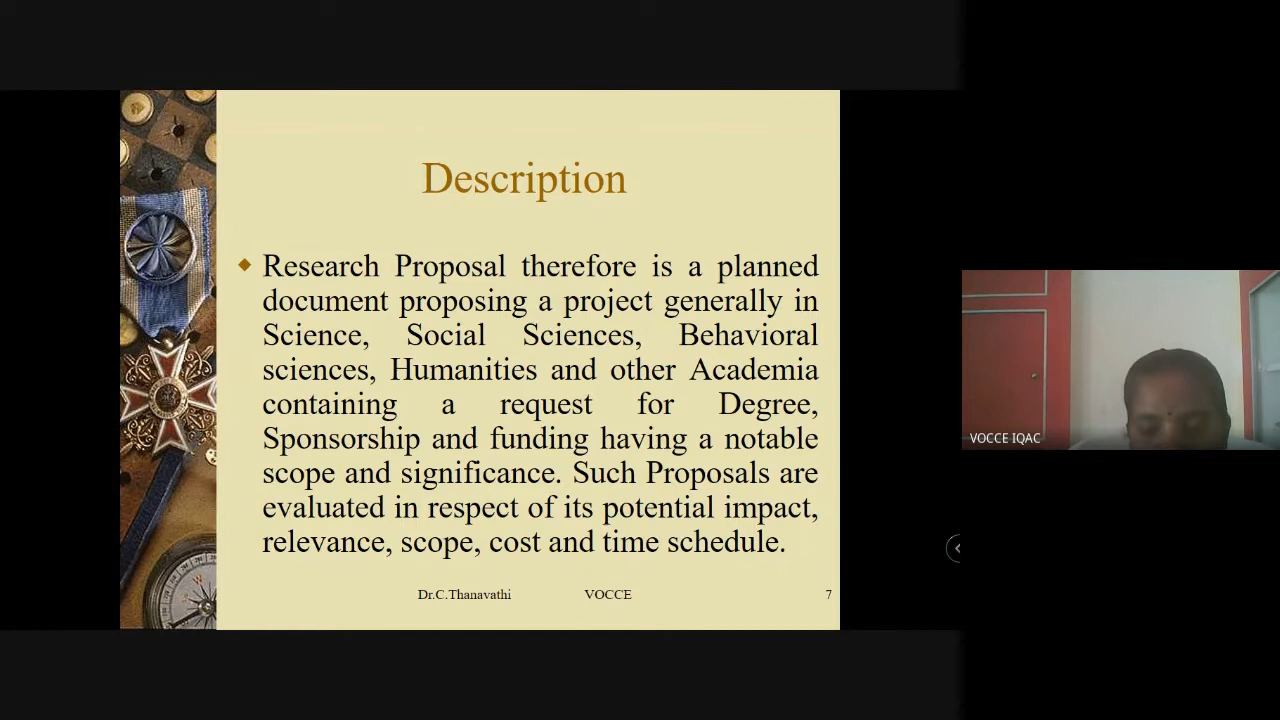 Description
Research Proposal therefore is a planned
document proposing a project generally in
Science, Social Sciences, Behavioral
sciences, Humanities and other Academia
containing a request for Degree,
Sponsorship and funding having a notable
scope and significance. Such Proposals are
evaluated in respect of its potential impact,
relevance, scope, cost and time schedule.
Dr.C.Thanavathi VOCCE 7
VOCCE IQAC